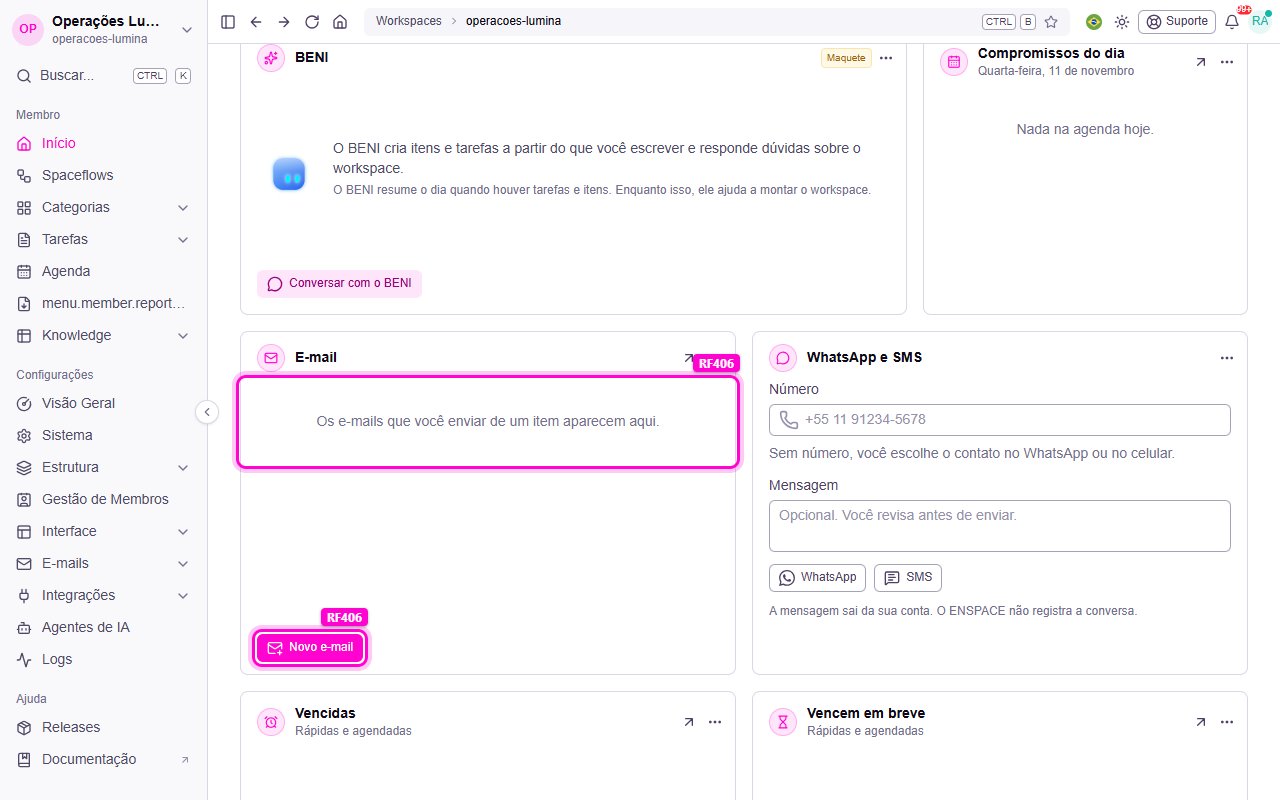 OP
Operações Lu...
operacoes-lumina
Buscar...
CTRL
K
Membro
Início
Spaceflows
Categorias
Tarefas
Agenda
menu.member.report...
Knowledge
Configurações
Visão Geral
Sistema
Estrutura
Gestão de Membros
Interface
E-mails
Integrações
Agentes de IA
Logs
Ajuda
Releases
Documentação
Workspaces
operacoes-lumina
CTRL
B
Suporte
99+
RA
BENI
Maquete
O BENI cria itens e tarefas a partir do que você escrever e responde dúvidas sobre o
workspace.
O BENI resume o dia quando houver tarefas e itens. Enquanto isso, ele ajuda a montar o workspace.
Conversar com o BENI
Compromissos do dia
Quarta-feira, 11 de novembro
Nada na agenda hoje.
E-mail
RF406
Os e-mails que você enviar de um item aparecem aqui.
RF406
Novo e-mail
WhatsApp e SMS
Número
+55 11 91234-5678
Sem número, você escolhe o contato no WhatsApp ou no celular.
Mensagem
Opcional. Você revisa antes de enviar.
WhatsApp
SMS
A mensagem sai da sua conta. O ENSPACE não registra a conversa.
Vencidas
Rápidas e agendadas
Vencem em breve
Rápidas e agendadas